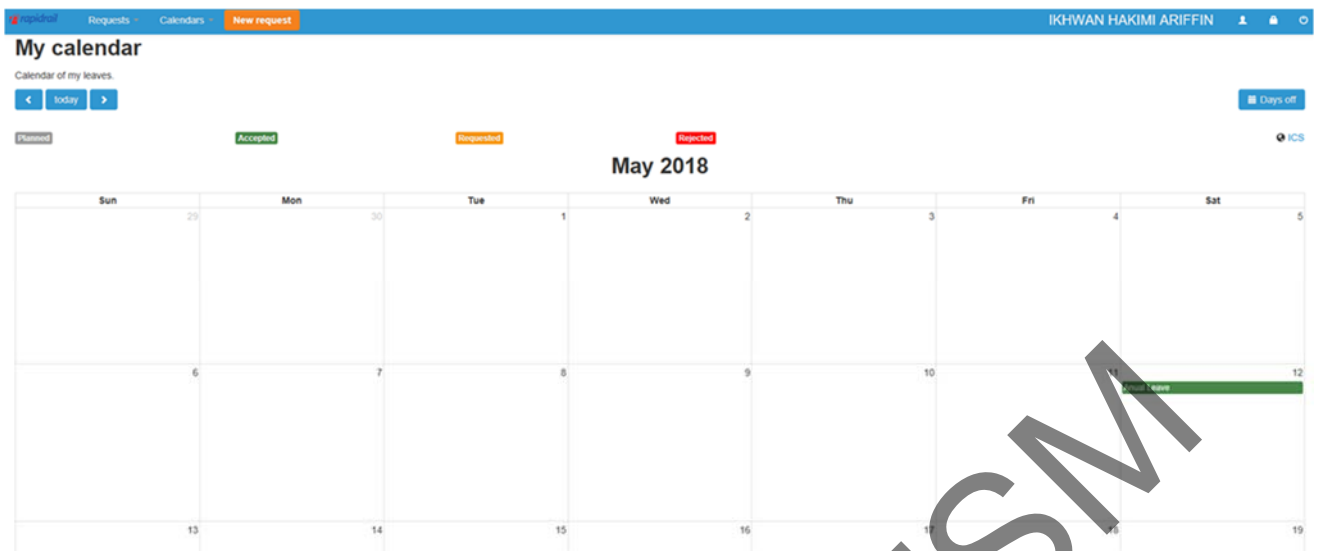 rapidrail Requests Calendars New request IKHWAN HAKIMI ARIFFIN
My calendar
Calendar of my leaves.
today Days off
Planned Accepted Requested Rejected ICS
May 2018
Sun Mon Tue Wed Thu Fri Sat
29 30 1 2 3 4 5
6 7 8 9 10 11 12
Leave
13 14 15 16 17 18 19
SM